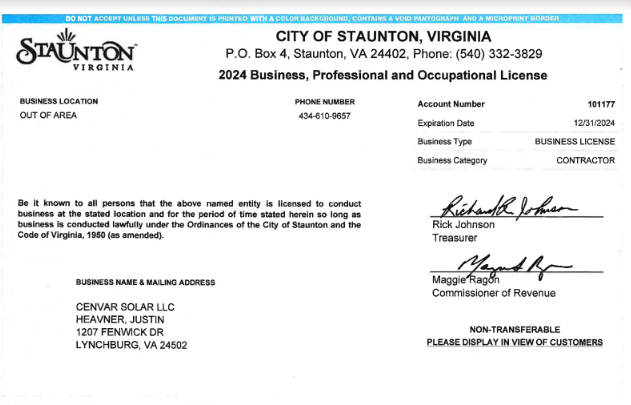 DO NOT ACCEPT UNLESS THIS DOCUMENT IS PRINTED WITH A COLOR BACKGROUND, CONTAINS A VOID PANTOGRAPH AND A MICROPRINT BORDER
STAUNTON
VIRGINIA
CITY OF STAUNTON, VIRGINIA
P.O. Box 4, Staunton, VA 24402, Phone: (540) 332-3829
2024 Business, Professional and Occupational License
BUSINESS LOCATION
OUT OF AREA
PHONE NUMBER
434-610-9657
Account Number 101177
Expiration Date 12/31/2024
Business Type BUSINESS LICENSE
Business Category CONTRACTOR
Be it known to all persons that the above named entity is licensed to conduct
business at the stated location and for the period of time stated herein so long as
business is conducted lawfully under the Ordinances of the City of Staunton and the
Code of Virginia, 1950 (as amended).
Richard R. Johnson
Rick Johnson
Treasurer
Maggie Ragon
Commissioner of Revenue
BUSINESS NAME & MAILING ADDRESS
CENVAR SOLAR LLC
HEAVNER, JUSTIN
1207 FENWICK DR
LYNCHBURG, VA 24502
NON-TRANSFERABLE
PLEASE DISPLAY IN VIEW OF CUSTOMERS